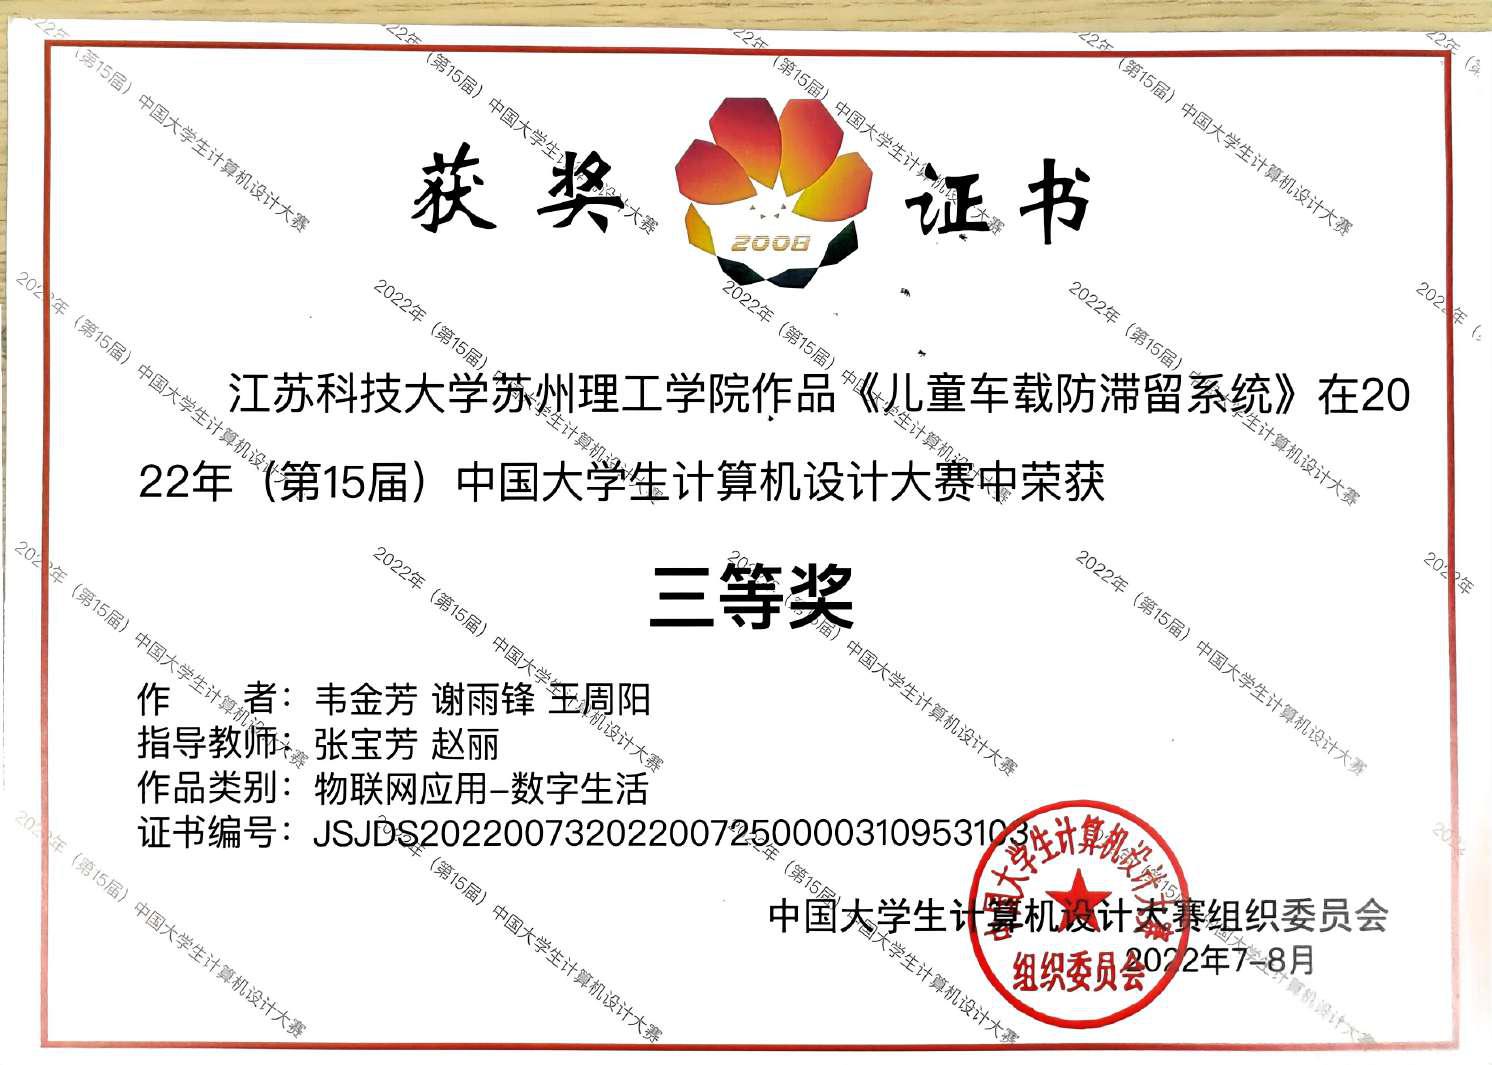 获奖证书
2008
江苏科技大学苏州理工学院作品《儿童车载防滞留系统》在20
22年（第15届）中国大学生计算机设计大赛中荣获
三等奖
作　　者：韦金芳 谢雨锋 王周阳
指导教师：张宝芳 赵丽
作品类别：物联网应用-数字生活
证书编号：JSJDS202200732022007250000310953103
中国大学生计算机设计大赛组织委员会
2022年7-8月
中国大学生计算机设计大赛
组织委员会
2022年（第15届）中国大学生计算机设计大赛